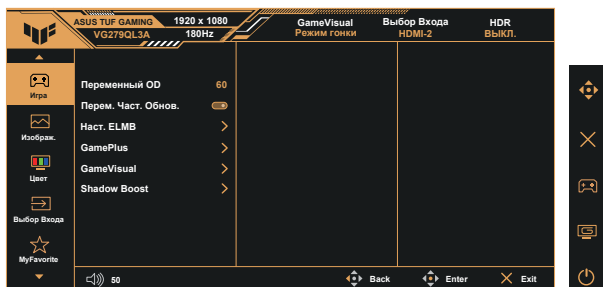 ASUS TUF GAMING 1920 x 1080 GameVisual Выбор Входа HDR
VG279QL3A 180Hz Режим гонки HDMI-2 ВЫКЛ.
Игра
Изображ.
Цвет
Выбор Входа
MyFavorite
Переменный OD 60
Перем. Част. Обнов.
Наст. ELMB
GamePlus
GameVisual
Shadow Boost
50 Back Enter Exit